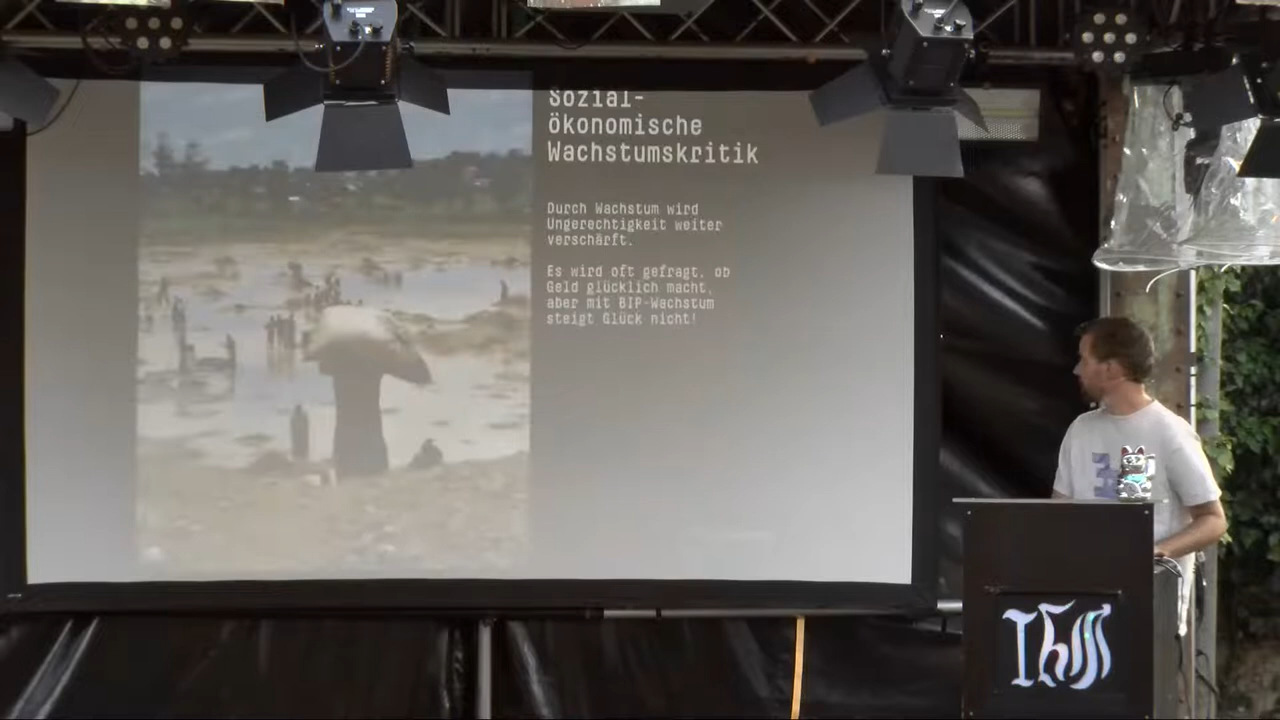 Sozial-
ökonomische
Wachstumskritik
Durch Wachstum wird
Ungerechtigkeit weiter
verschärft.
Es wird oft gefragt, ob
Geld glücklich macht,
aber mit BIP-Wachstum
steigt Glück nicht!